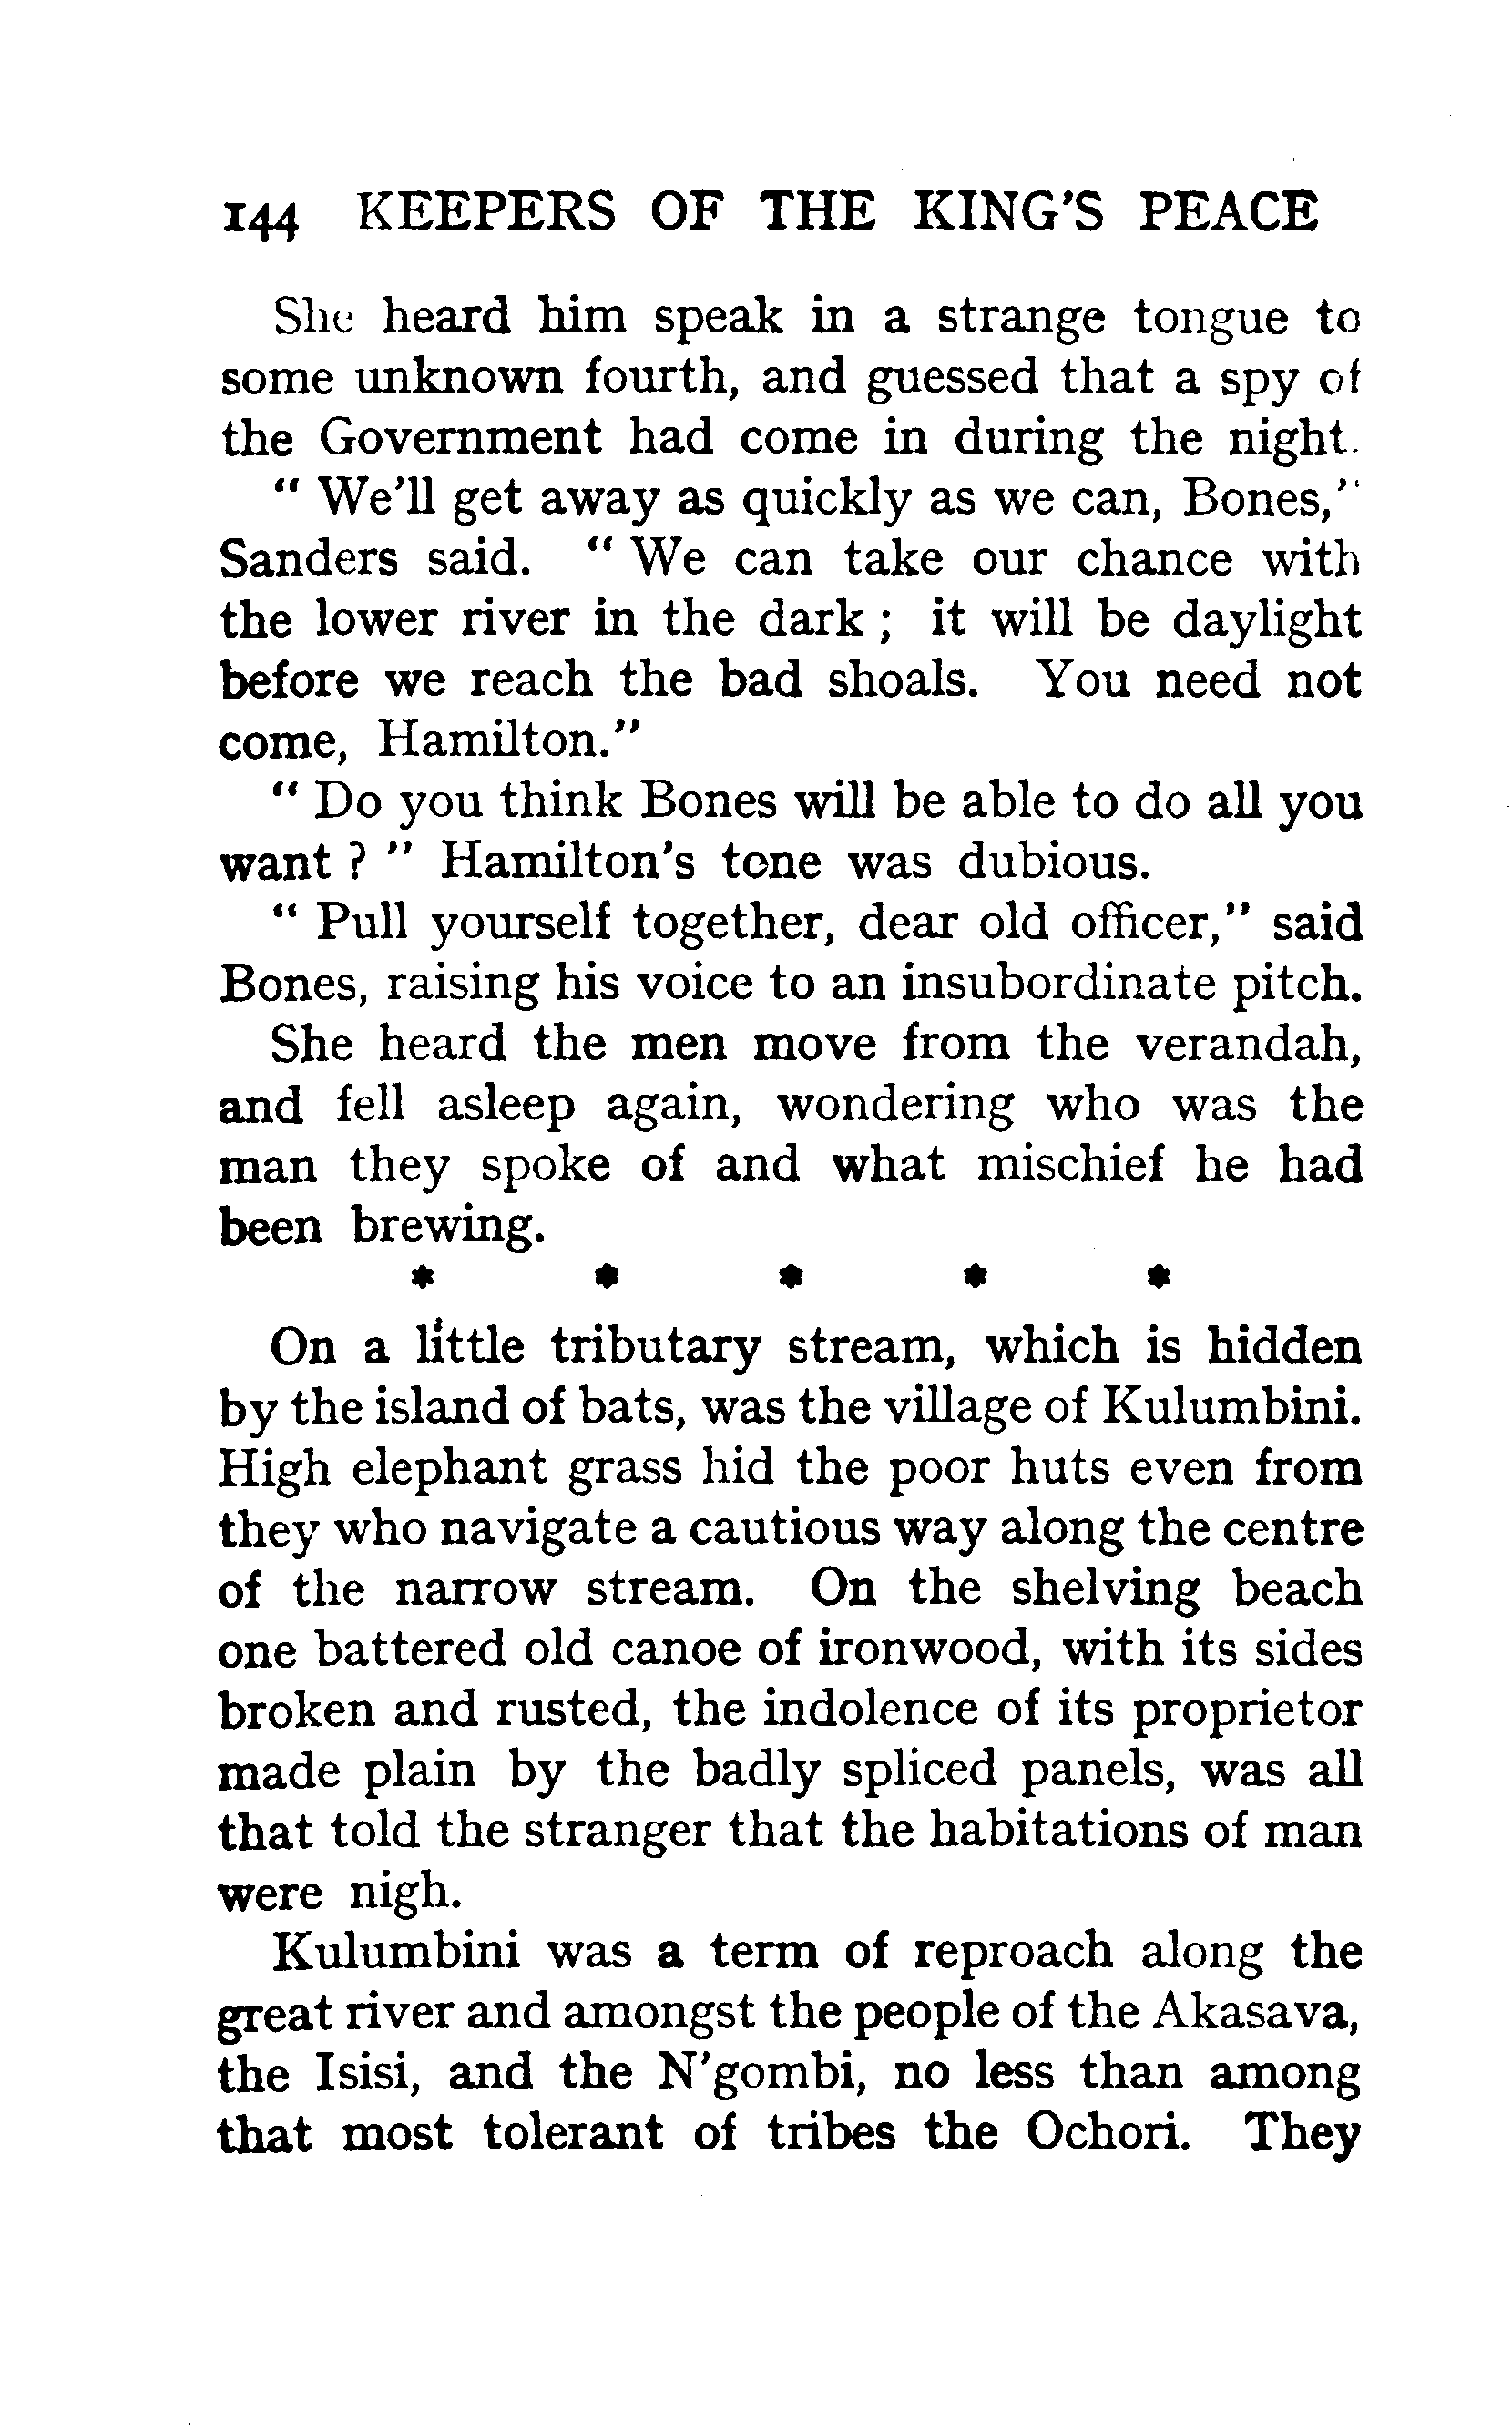 144 KEEPERS OF THE KING'S PEACE
She heard him speak in a strange tongue to
some unknown fourth, and guessed that a spy of
the Government had come in during the night.
" We'll get away as quickly as we can, Bones,"
Sanders said. " We can take our chance with
the lower river in the dark ; it will be daylight
before we reach the bad shoals. You need not
come, Hamilton."
" Do you think Bones will be able to do all you
want ? " Hamilton's tone was dubious.
" Pull yourself together, dear old officer," said
Bones, raising his voice to an insubordinate pitch.
She heard the men move from the verandah,
and fell asleep again, wondering who was the
man they spoke of and what mischief he had
been brewing.
* * * * *
On a little tributary stream, which is hidden
by the island of bats, was the village of Kulumbini.
High elephant grass hid the poor huts even from
they who navigate a cautious way along the centre
of the narrow stream. On the shelving beach
one battered old canoe of ironwood, with its sides
broken and rusted, the indolence of its proprietor
made plain by the badly spliced panels, was all
that told the stranger that the habitations of man
were nigh.
Kulumbini was a term of reproach along the
great river and amongst the people of the Akasava,
the Isisi, and the N'gombi, no less than among
that most tolerant of tribes the Ochori. They